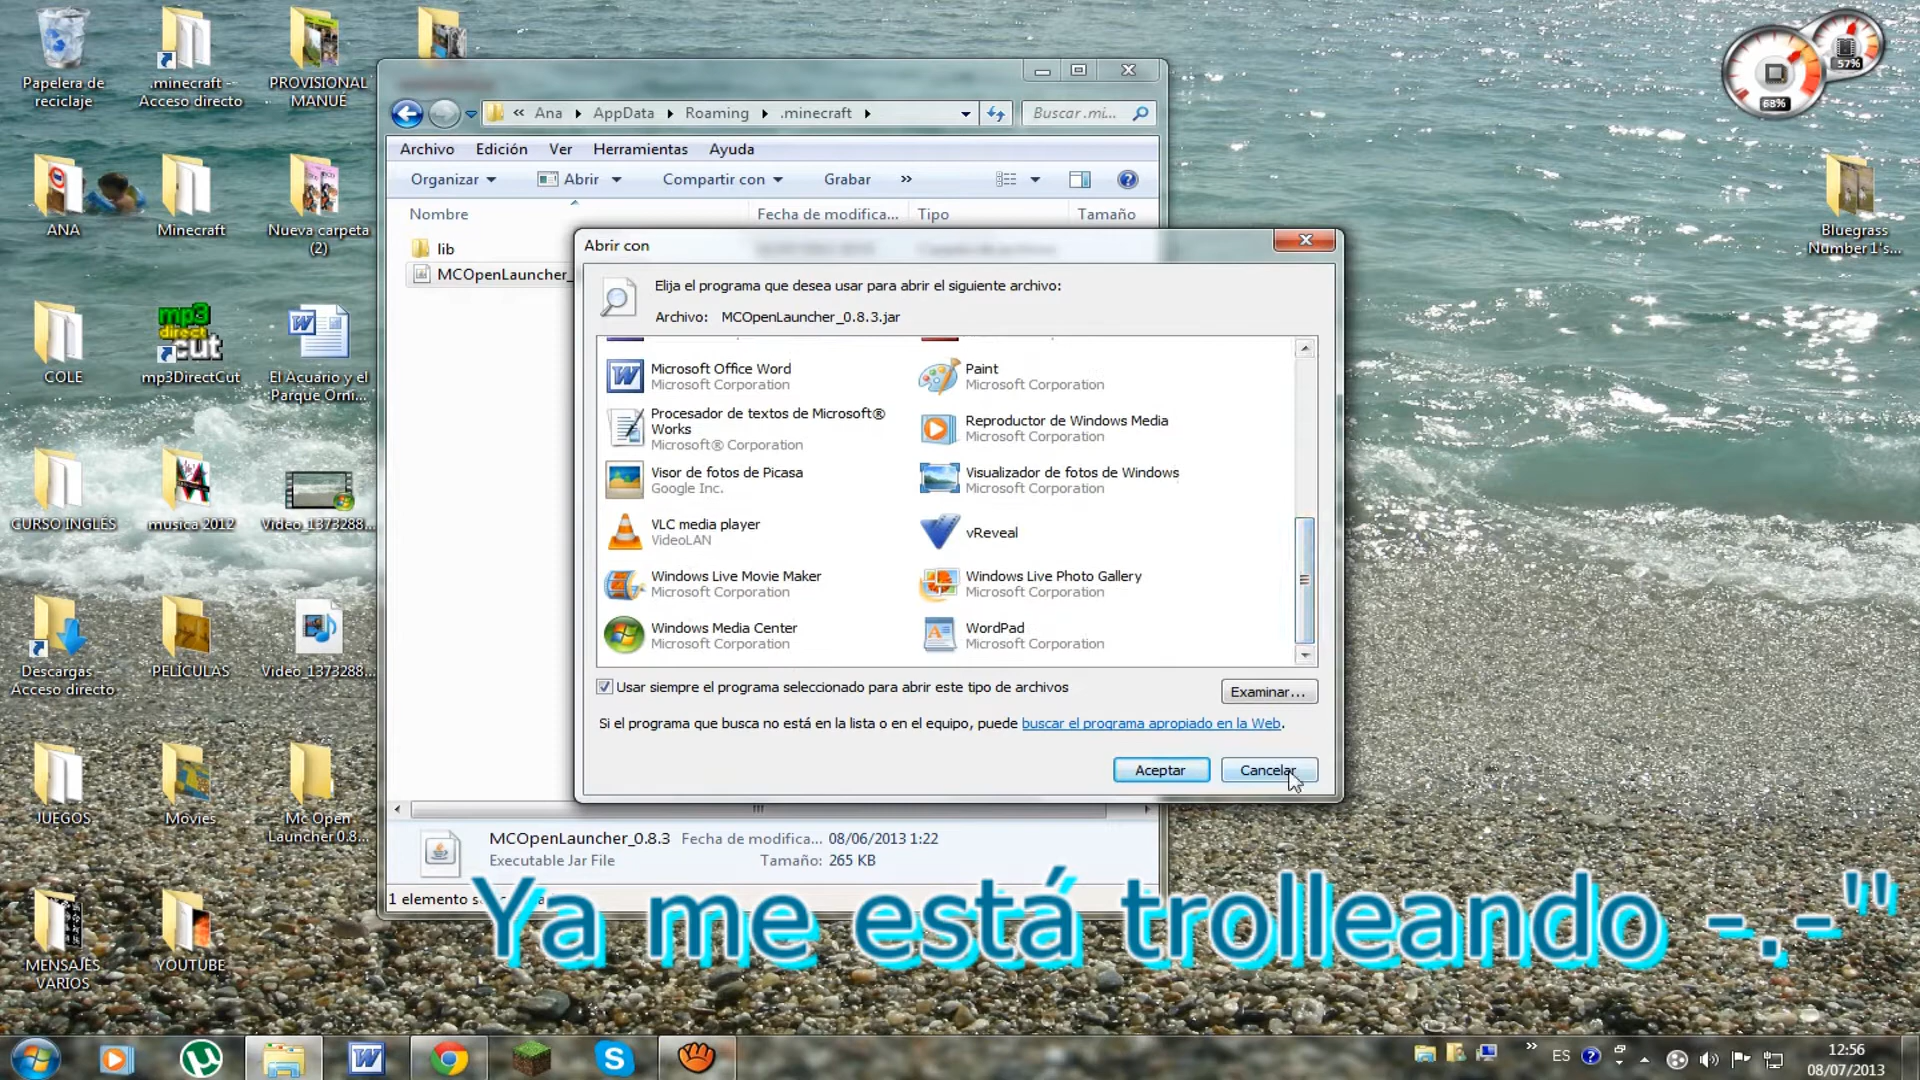 Papelera de
reciclaje
.minecraft -
Acceso directo
PROVISIONAL
MANUE
ANA
Minecraft
Nueva carpeta
(2)
COLE
mp3
direct
cut
mp3DirectCut
El Acuario y el
Parque Orni...
CURSO INGLÉS
musica 2012
Video_1373288...
Descargas -
Acceso directo
PELÍCULAS
Video_1373288...
JUEGOS
Movies
Mc Open
Launcher 0.8...
MENSAJES
VARIOS
YOUTUBE
57%
68%
Bluegrass
Number 1's...
« Ana AppData Roaming .minecraft
Buscar .mi...
Archivo Edición Ver Herramientas Ayuda
Organizar Abrir Compartir con Grabar »
Nombre Fecha de modifica... Tipo Tamaño
lib
MCOpenLauncher_
Abrir con
Elija el programa que desea usar para abrir el siguiente archivo:
Archivo: MCOpenLauncher_0.8.3.jar
Microsoft Office Word
Microsoft Corporation
Paint
Microsoft Corporation
Procesador de textos de Microsoft®
Works
Microsoft® Corporation
Reproductor de Windows Media
Microsoft Corporation
Visor de fotos de Picasa
Google Inc.
Visualizador de fotos de Windows
Microsoft Corporation
VLC media player
VideoLAN
vReveal
Windows Live Movie Maker
Microsoft Corporation
Windows Live Photo Gallery
Microsoft Corporation
Windows Media Center
Microsoft Corporation
WordPad
Microsoft Corporation
Usar siempre el programa seleccionado para abrir este tipo de archivos
Examinar...
Si el programa que busca no está en la lista o en el equipo, puede buscar el programa apropiado en la Web.
Aceptar Cancelar
MCOpenLauncher_0.8.3 Fecha de modifica... 08/06/2013 1:22
Executable Jar File Tamaño: 265 KB
1 elemento
Ya me está trolleando -.-"
» ES
12:56
08/07/2013